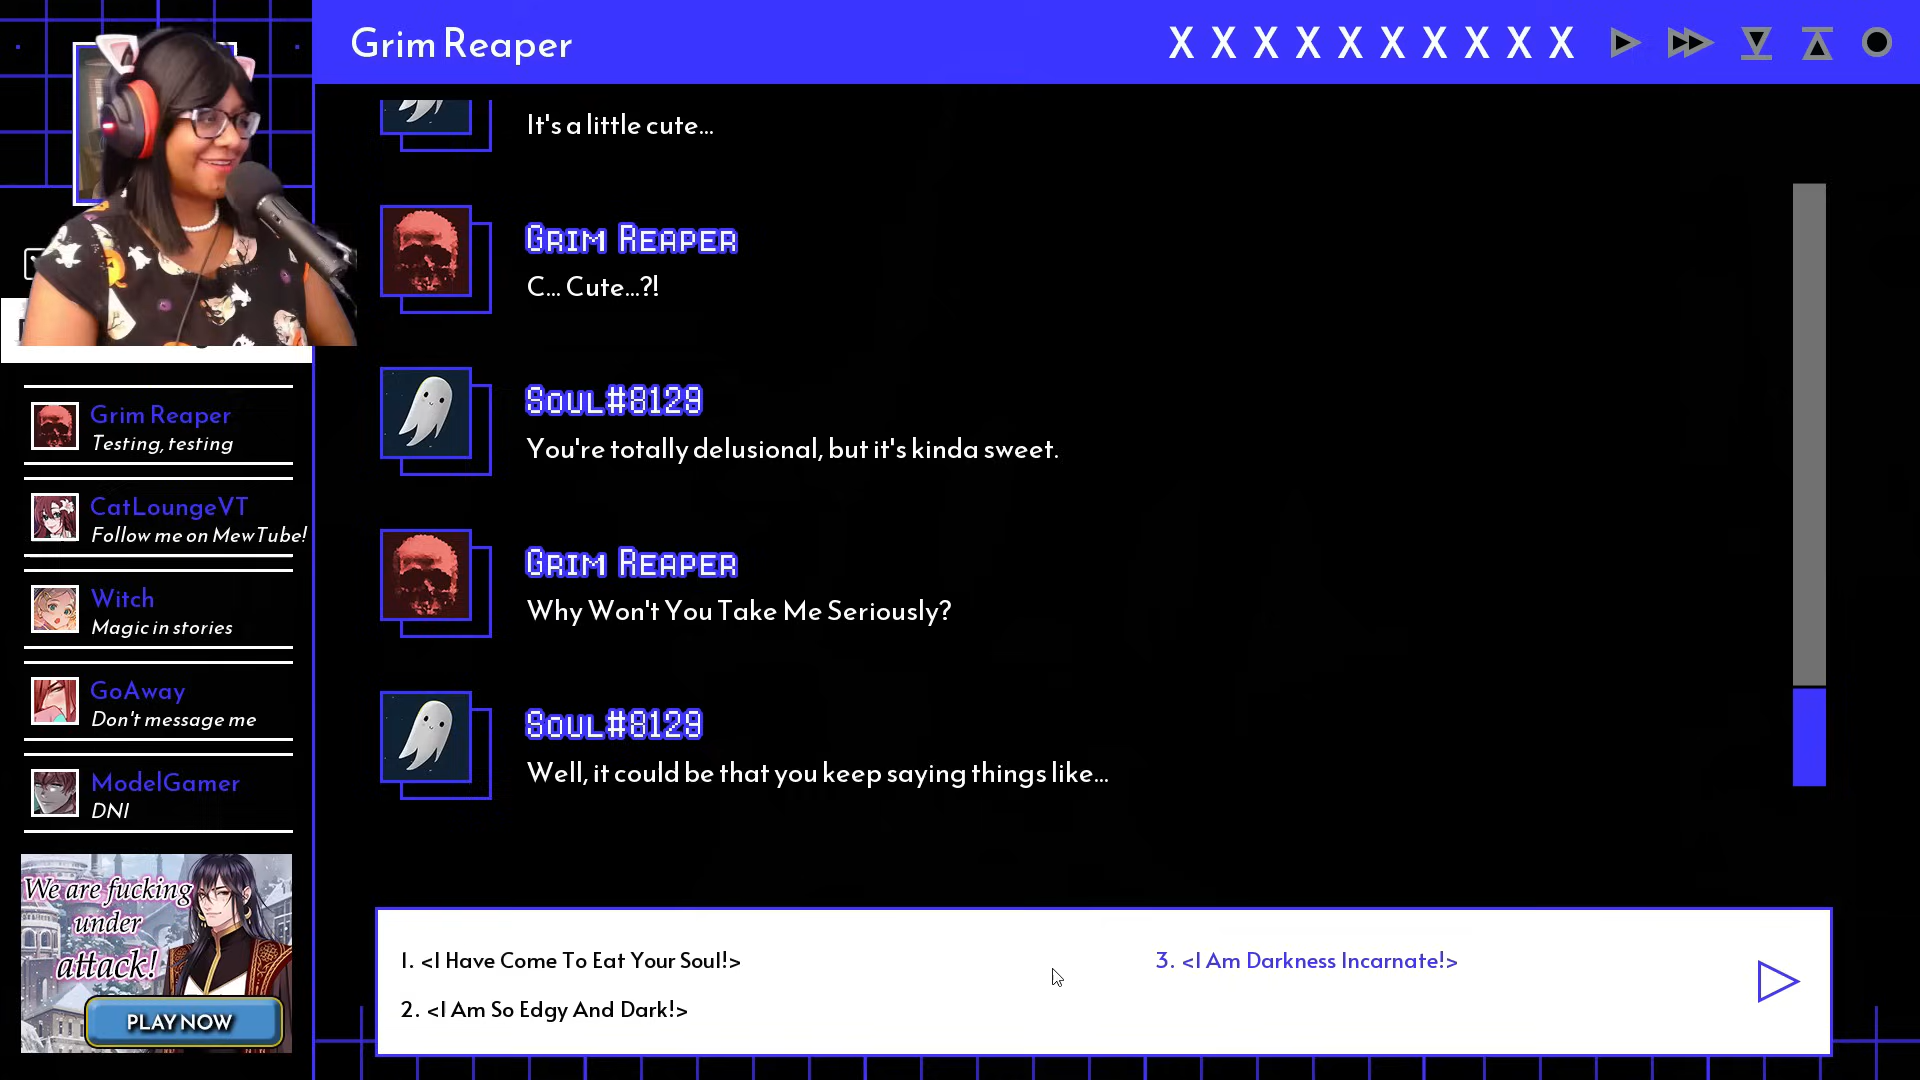 Grim Reaper
X X X X X X X X X X
It's a little cute...
Grim Reaper
C... Cute...?!
Soul#8129
You're totally delusional, but it's kinda sweet.
Grim Reaper
Why Won't You Take Me Seriously?
Soul#8129
Well, it could be that you keep saying things like...
1. <I Have Come To Eat Your Soul!>
2. <I Am So Edgy And Dark!>
3. <I Am Darkness Incarnate!>
Grim Reaper
Testing, testing
CatLoungeVT
Follow me on MewTube!
Witch
Magic in stories
GoAway
Don't message me
ModelGamer
DNI
We are fucking
under
attack!
PLAY NOW